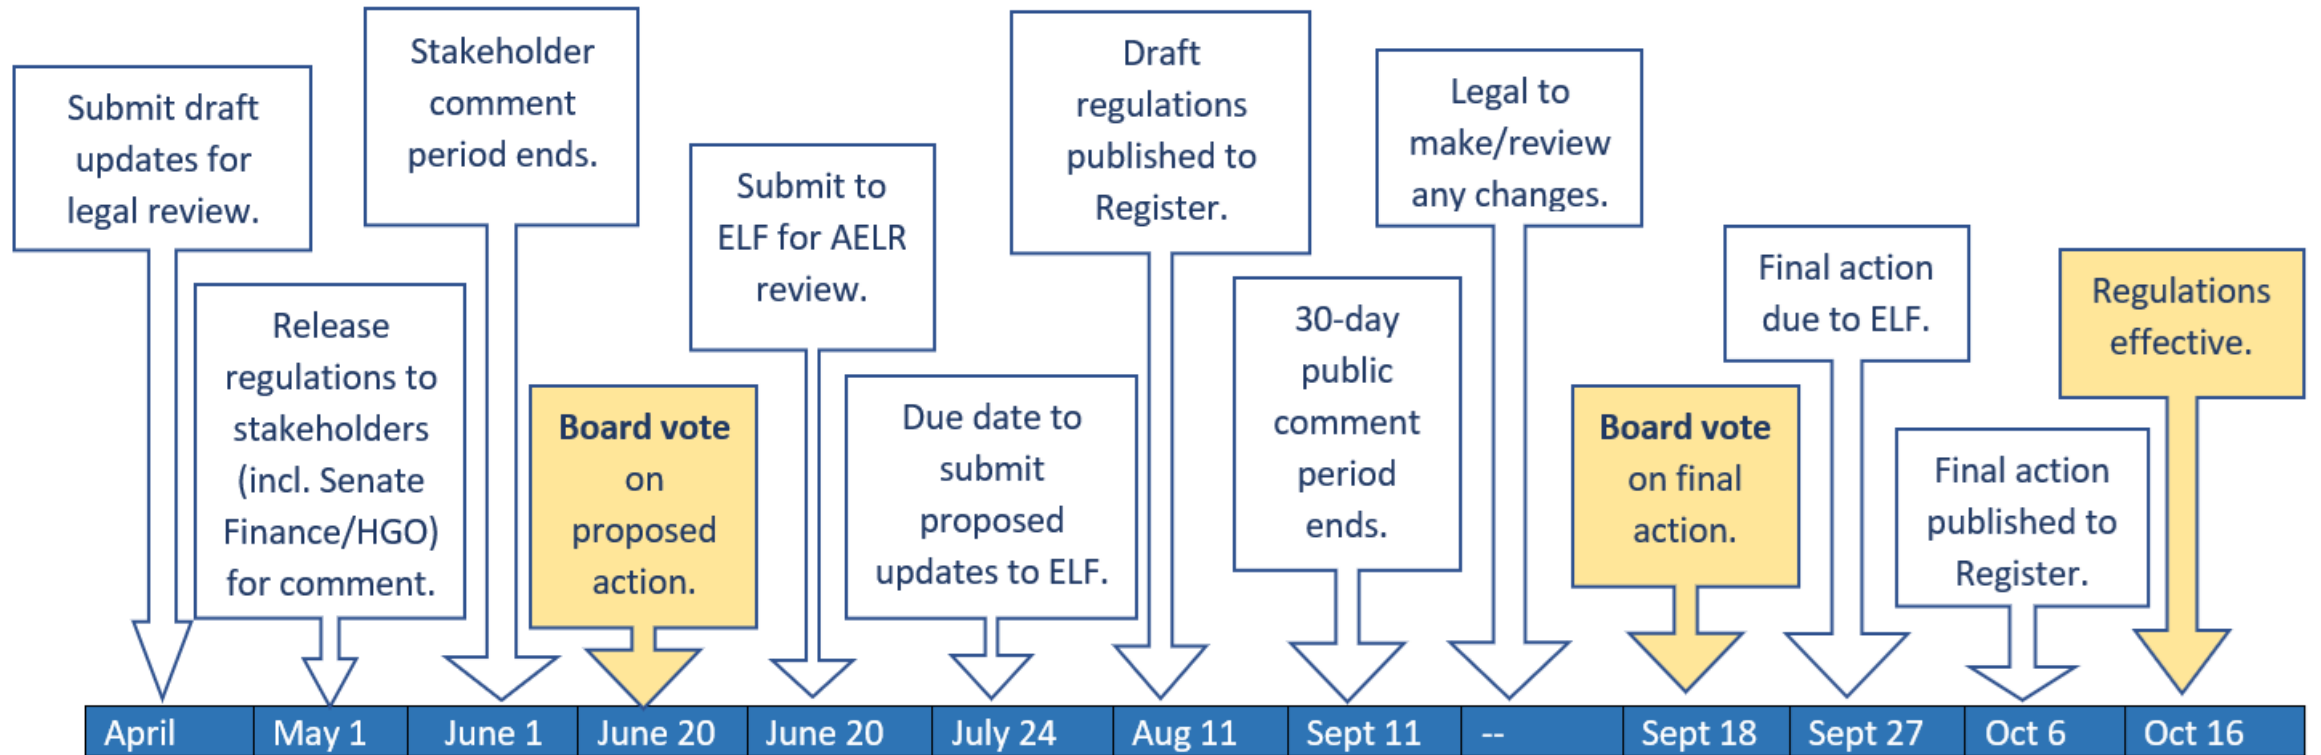 Submit draft
updates for
legal review.
Release
regulations to
stakeholders
(incl. Senate
Finance/HGO)
for comment.
Stakeholder
comment
period ends.
Board vote
on
proposed
action.
Submit to
ELF for AELR
review.
Due date to
submit
proposed
updates to ELF.
Draft
regulations
published to
Register.
30-day
public
comment
period
ends.
Legal to
make/review
any changes.
Board vote
on final
action.
Final action
due to ELF.
Final action
published to
Register.
Regulations
effective.
April
May 1
June 1
June 20
June 20
July 24
Aug 11
Sept 11
--
Sept 18
Sept 27
Oct 6
Oct 16